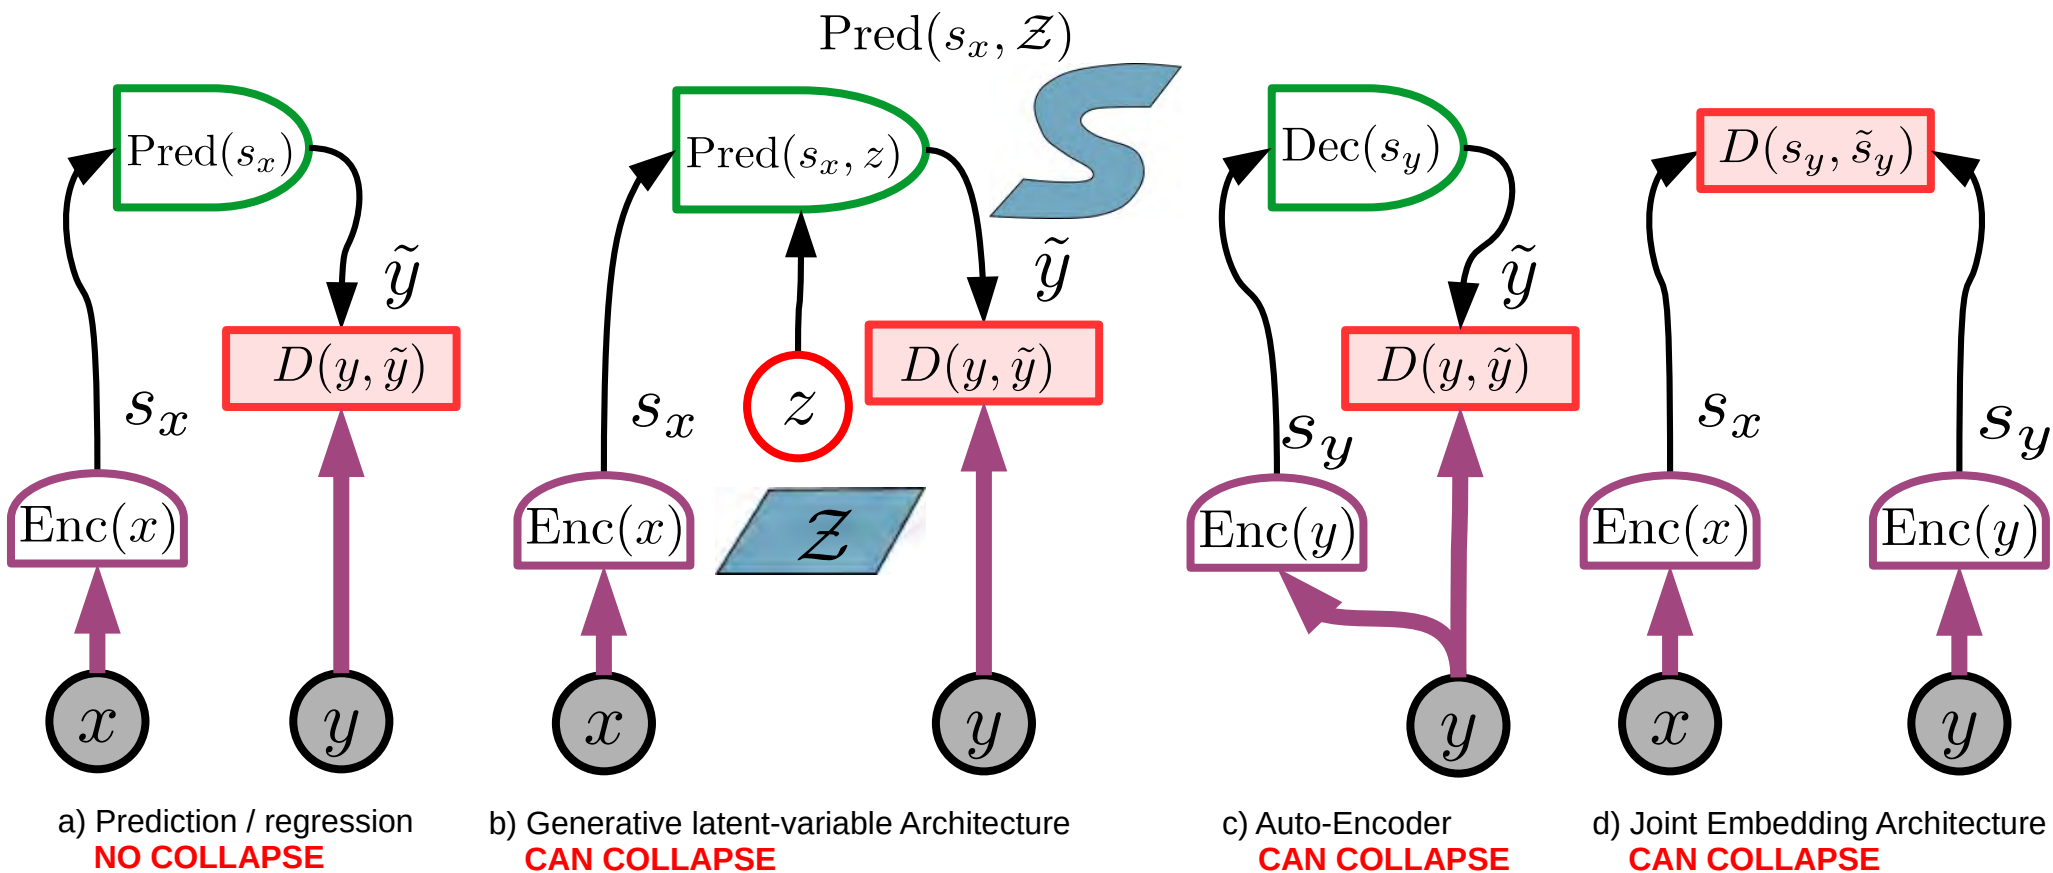 Pred(s_x, 𝒵)
Pred(s_x)
ỹ
D(y, ỹ)
s_x
Enc(x)
x
y
a) Prediction / regression
NO COLLAPSE
Pred(s_x, z)
ỹ
D(y, ỹ)
z
s_x
Enc(x)
𝒵
x
y
b) Generative latent-variable Architecture
CAN COLLAPSE
Dec(s_y)
ỹ
D(y, ỹ)
s_y
Enc(y)
y
c) Auto-Encoder
CAN COLLAPSE
D(s_y, s̃_y)
s_x
s_y
Enc(x)
Enc(y)
x
y
d) Joint Embedding Architecture
CAN COLLAPSE